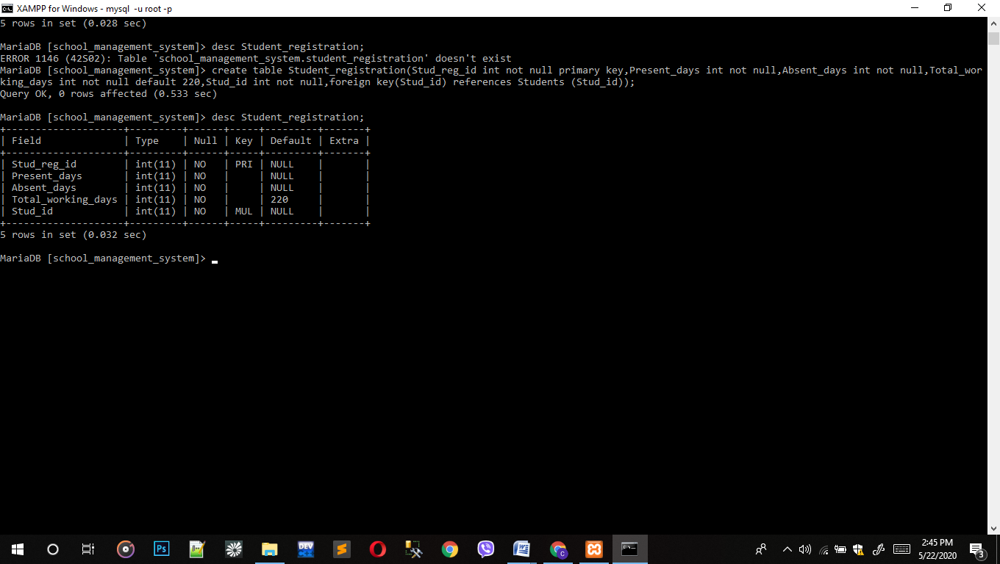 XAMPP for Windows - mysql -u root -p
5 rows in set (0.028 sec)
MariaDB [school_management_system]> desc Student_registration;
ERROR 1146 (42S02): Table 'school_management_system.student_registration' doesn't exist
MariaDB [school_management_system]> create table Student_registration(Stud_reg_id int not null primary key,Present_days int not null,Absent_days int not null,Total_wor
king_days int not null default 220,Stud_id int not null,foreign key(Stud_id) references Students (Stud_id));
Query OK, 0 rows affected (0.533 sec)
MariaDB [school_management_system]> desc Student_registration;
+--------------------+---------+------+-----+---------+-------+
| Field              | Type    | Null | Key | Default | Extra |
+--------------------+---------+------+-----+---------+-------+
| Stud_reg_id        | int(11) | NO   | PRI | NULL    |       |
| Present_days       | int(11) | NO   |     | NULL    |       |
| Absent_days        | int(11) | NO   |     | NULL    |       |
| Total_working_days | int(11) | NO   |     | 220     |       |
| Stud_id            | int(11) | NO   | MUL | NULL    |       |
+--------------------+---------+------+-----+---------+-------+
5 rows in set (0.032 sec)
MariaDB [school_management_system]>
Ps
DEV
W
C
2:45 PM
5/22/2020
3